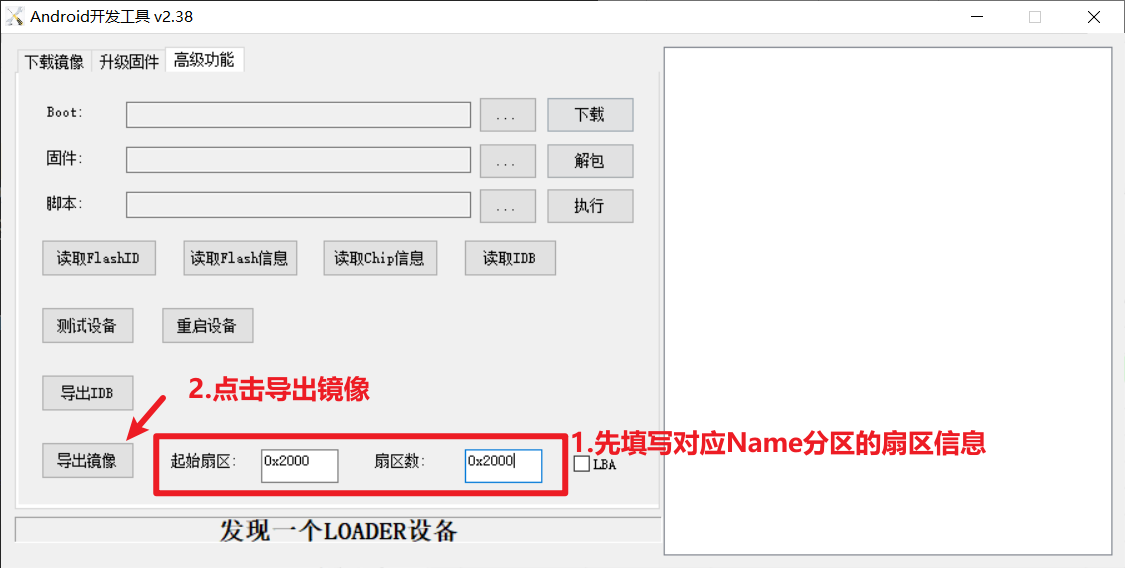 Android开发工具 v2.38
下载镜像 升级固件 高级功能
Boot: ... 下载
固件: ... 解包
脚本: ... 执行
读取FlashID 读取Flash信息 读取Chip信息 读取IDB
测试设备 重启设备
导出IDB 2.点击导出镜像
1.先填写对应Name分区的扇区信息
导出镜像 起始扇区: 0x2000 扇区数: 0x2000 LBA
发现一个LOADER设备